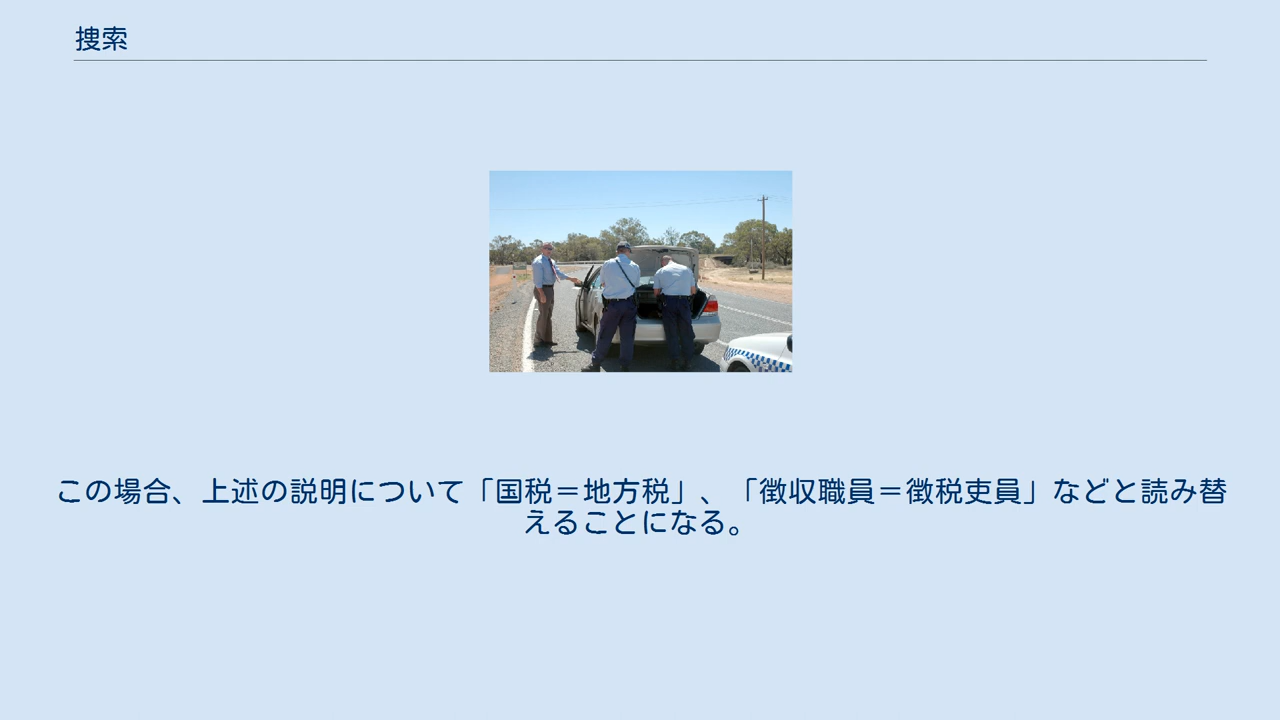 捜索
この場合、上述の説明について「国税＝地方税」、「徴収職員＝徴税吏員」などと読み替
えることになる。